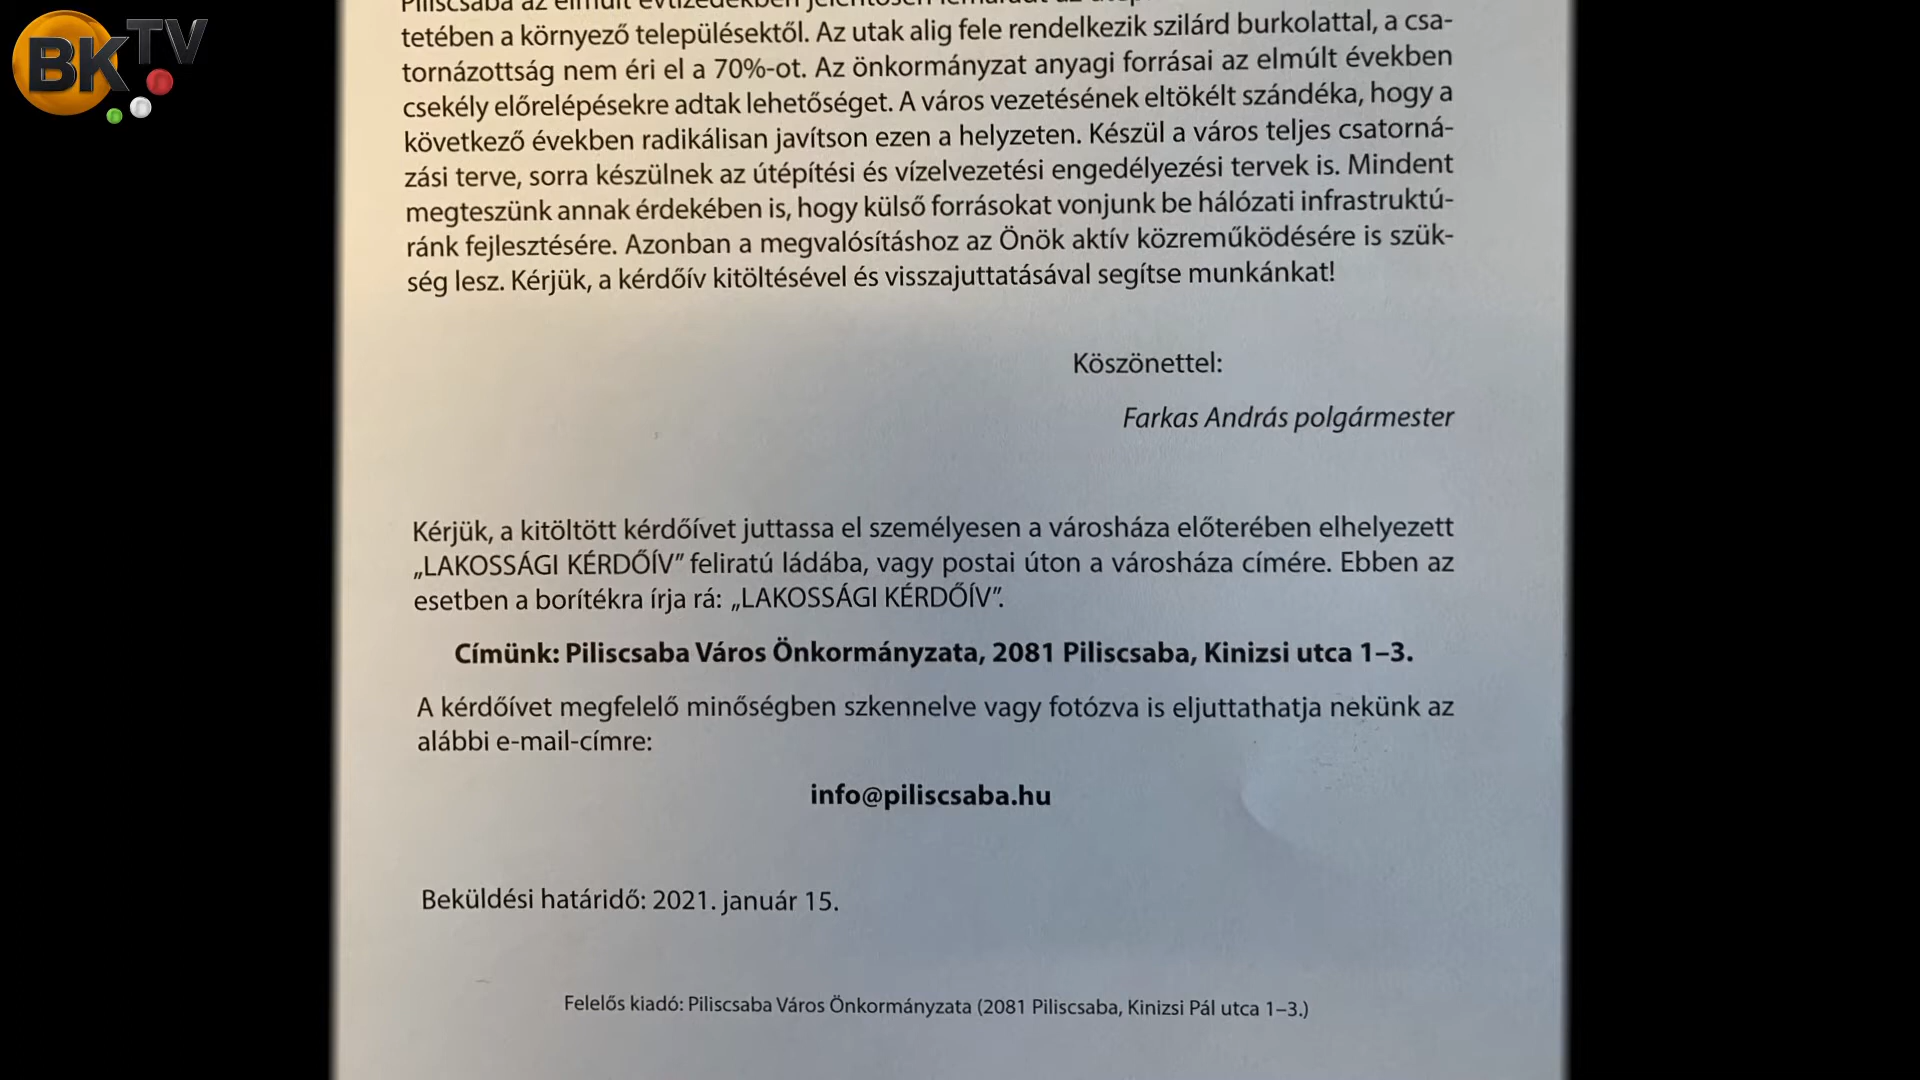 BKTV
Piliscsaba az elmúlt évtizedekben jelentősen lemaradt az
tetében a környező településektől. Az utak alig fele rendelkezik szilárd burkolattal, a csa-
tornázottság nem éri el a 70%-ot. Az önkormányzat anyagi forrásai az elmúlt években
csekély előrelépésekre adtak lehetőséget. A város vezetésének eltökélt szándéka, hogy a
következő években radikálisan javítson ezen a helyzeten. Készül a város teljes csatorná-
zási terve, sorra készülnek az útépítési és vízelvezetési engedélyezési tervek is. Mindent
megteszünk annak érdekében is, hogy külső forrásokat vonjunk be hálózati infrastruktú-
ránk fejlesztésére. Azonban a megvalósításhoz az Önök aktív közreműködésére is szük-
ség lesz. Kérjük, a kérdőív kitöltésével és visszajuttatásával segítse munkánkat!
Köszönettel:
Farkas András polgármester
Kérjük, a kitöltött kérdőívet juttassa el személyesen a városháza előterében elhelyezett
„LAKOSSÁGI KÉRDŐÍV” feliratú ládába, vagy postai úton a városháza címére. Ebben az
esetben a borítékra írja rá: „LAKOSSÁGI KÉRDŐÍV”.
Címünk: Piliscsaba Város Önkormányzata, 2081 Piliscsaba, Kinizsi utca 1–3.
A kérdőívet megfelelő minőségben szkennelve vagy fotózva is eljuttathatja nekünk az
alábbi e-mail-címre:
info@piliscsaba.hu
Beküldési határidő: 2021. január 15.
Felelős kiadó: Piliscsaba Város Önkormányzata (2081 Piliscsaba, Kinizsi Pál utca 1–3.)